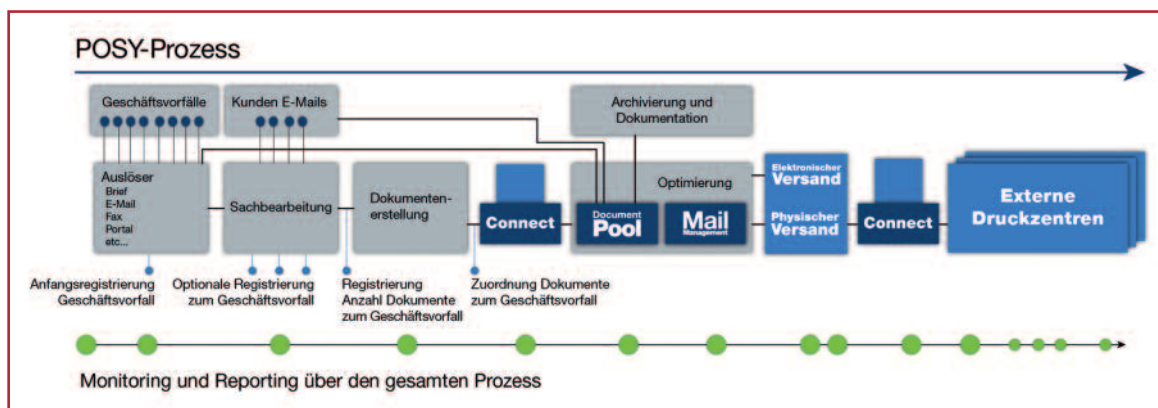 POSY-Prozess
Geschäftsvorfälle
Kunden E-Mails
Archivierung und
Dokumentation
Auslöser
Brief
E-Mail
Fax
Portal
etc...
Sachbearbeitung
Dokumenten-
erstellung
Connect
Optimierung
Document
Pool
Mail
Management
Elektronischer
Versand
Physischer
Versand
Connect
Externe
Druckzentren
Anfangsregistrierung
Geschäftsvorfall
Optionale Registrierung
zum Geschäftsvorfall
Registrierung
Anzahl Dokumente
zum Geschäftsvorfall
Zuordnung Dokumente
zum Geschäftsvorfall
Monitoring und Reporting über den gesamten Prozess